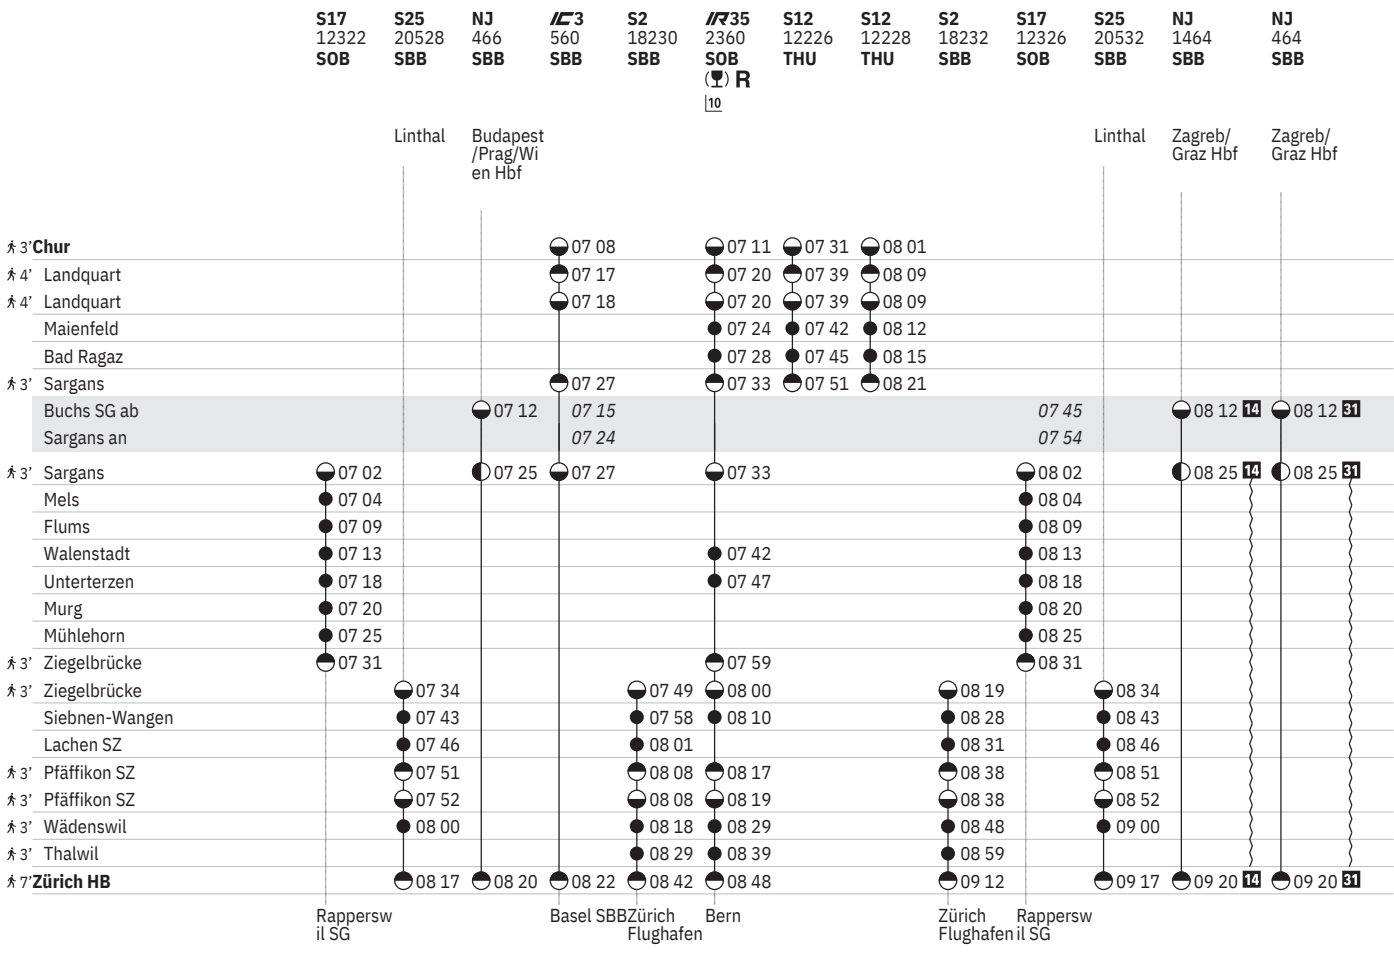 S17 S25 NJ IC3 S2 IR35 S12 S12 S2 S17 S25 NJ NJ
12322 20528 466 560 18230 2360 12226 12228 18232 12326 20532 1464 464
SOB SBB SBB SBB SBB SOB THU THU SBB SOB SBB SBB SBB
R
10
Linthal Budapest Linthal Zagreb/ Zagreb/
/Prag/Wi Graz Hbf Graz Hbf
en Hbf
3' Chur 07 08 07 11 07 31 08 01
4' Landquart 07 17 07 20 07 39 08 09
4' Landquart 07 18 07 20 07 39 08 09
Maienfeld 07 24 07 42 08 12
Bad Ragaz 07 28 07 45 08 15
3' Sargans 07 27 07 33 07 51 08 21
Buchs SG ab 07 12 07 15 07 45 08 12 14 08 12 31
Sargans an 07 24 07 54
3' Sargans 07 02 07 25 07 27 07 33 08 02 08 25 14 08 25 31
Mels 07 04 08 04
Flums 07 09 08 09
Walenstadt 07 13 07 42 08 13
Unterterzen 07 18 07 47 08 18
Murg 07 20 08 20
Mühlehorn 07 25 08 25
3' Ziegelbrücke 07 31 07 59 08 31
3' Ziegelbrücke 07 34 07 49 08 00 08 19 08 34
Siebnen-Wangen 07 43 07 58 08 10 08 28 08 43
Lachen SZ 07 46 08 01 08 31 08 46
3' Pfäffikon SZ 07 51 08 08 08 17 08 38 08 51
3' Pfäffikon SZ 07 52 08 08 08 19 08 38 08 52
3' Wädenswil 08 00 08 18 08 29 08 48 09 00
3' Thalwil 08 29 08 39 08 59
7' Zürich HB 08 17 08 20 08 22 08 42 08 48 09 12 09 17 09 20 14 09 20 31
Rappersw Basel SBB Zürich Bern Zürich Rappersw
il SG Flughafen Flughafen il SG